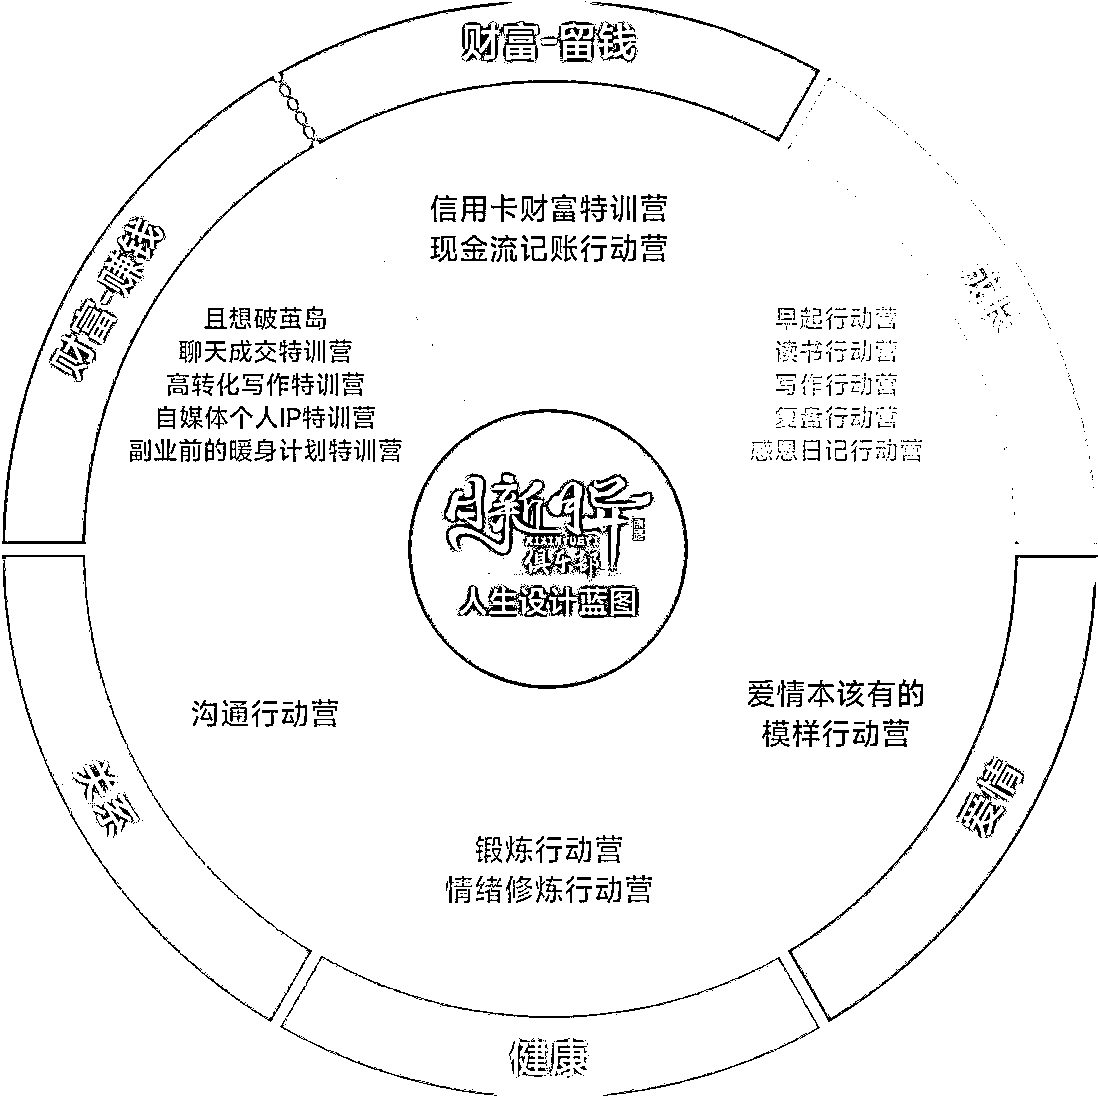 财富-留钱
信用卡财富特训营
现金流记账行动营
财富-赚钱
且想破茧岛
聊天成交特训营
高转化写作特训营
自媒体个人IP特训营
副业前的暖身计划特训营
成长
早起行动营
读书行动营
写作行动营
复盘行动营
感恩日记行动营
日新月异
RIXINYUEYI
俱乐部
人生设计蓝图
关系
沟通行动营
爱情本该有的
模样行动营
爱情
锻炼行动营
情绪修炼行动营
健康